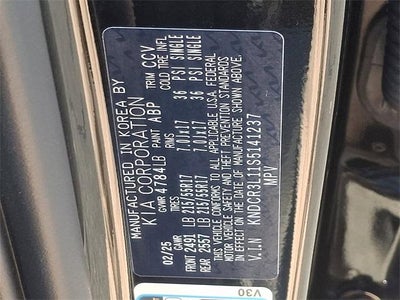 MANUFACTURED IN KOREA BY
KIA CORPORATION
02/25 GVWR 4784LB PAINT ABP TRIM CCV
GAWR TIRES RIMS COLD TIRE INFL
FRONT 2491 LB 215/55R17 7.0Jx17 36 PSI SINGLE
REAR 2557 LB 215/55R17 7.0Jx17 36 PSI SINGLE
THIS VEHICLE CONFORMS TO ALL APPLICABLE U.S.A. FEDERAL
MOTOR VEHICLE SAFETY AND THEFT PREVENTION STANDARDS
IN EFFECT ON THE DATE OF MANUFACTURE SHOWN ABOVE.
V.I.N KNDCR3L11S5141237
MPV
V30